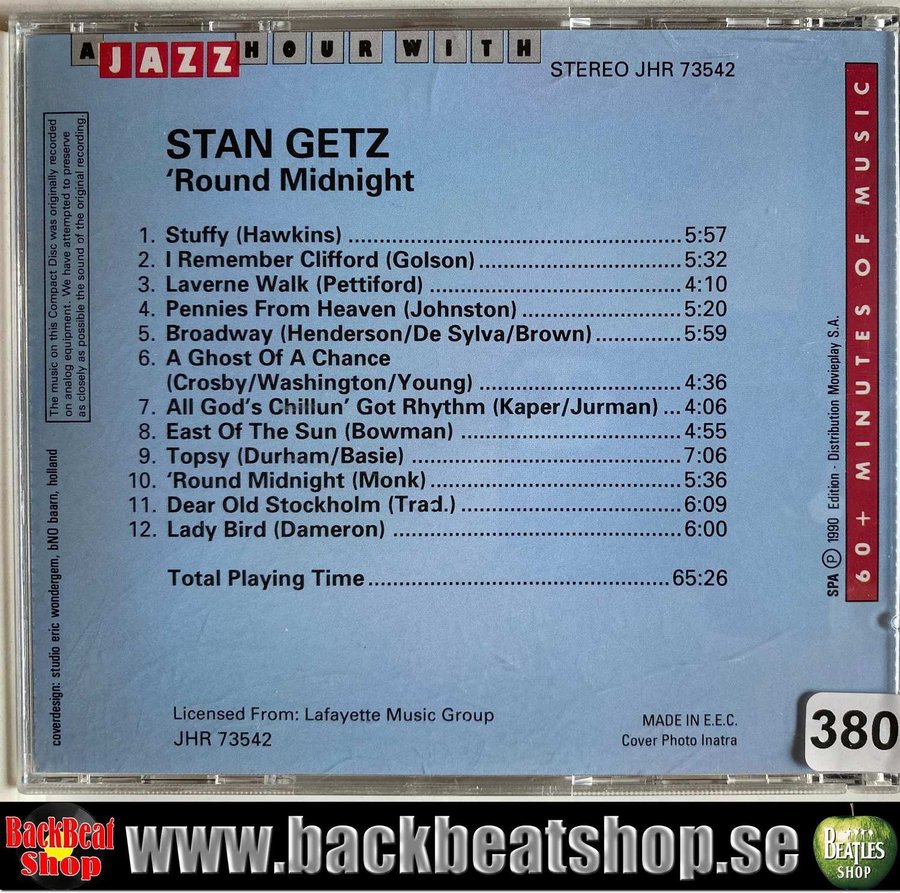 A JAZZ HOUR WITH
STEREO JHR 73542
STAN GETZ
‘Round Midnight
1. Stuffy (Hawkins) ........ 5:57
2. I Remember Clifford (Golson) ........ 5:32
3. Laverne Walk (Pettiford) ........ 4:10
4. Pennies From Heaven (Johnston) ........ 5:20
5. Broadway (Henderson/De Sylva/Brown) ........ 5:59
6. A Ghost Of A Chance
(Crosby/Washington/Young) ........ 4:36
7. All God's Chillun' Got Rhythm (Kaper/Jurman) ... 4:06
8. East Of The Sun (Bowman) ........ 4:55
9. Topsy (Durham/Basie) ........ 7:06
10. ‘Round Midnight (Monk) ........ 5:36
11. Dear Old Stockholm (Trad.) ........ 6:09
12. Lady Bird (Dameron) ........ 6:00
Total Playing Time ........ 65:26
Licensed From: Lafayette Music Group
JHR 73542
MADE IN E.E.C.
Cover Photo Inatra
The music on this Compact Disc was originally recorded
on analog equipment. We have attempted to preserve
as closely as possible the sound of the original recording.
coverdesign: studio eric wondergem, bNO baarn, holland
SPA ℗ 1990 Edition - Distribution Movieplay S.A.
60+ MINUTES OF MUSIC
380
BackBeat
Shop
www.backbeatshop.se
BEATLES
SHOP